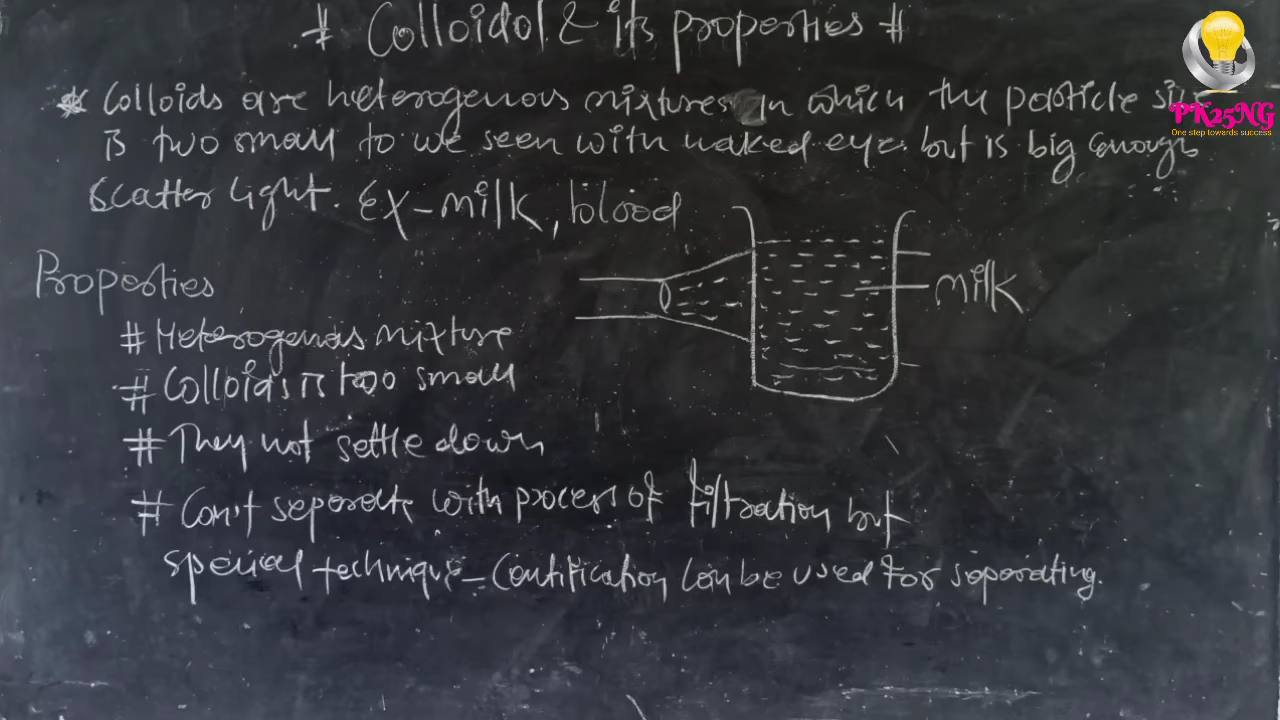 # Colloidal & its properties #
* Colloids are heterogenous mixtures in which the particle size
is two small to we seen with naked eye. but is big enough
scatter light. Ex - milk, blood
Properties
milk
# Heterogenous mixture
# Colloids is too small
# They not settle down
# Can't seperate with process of filtration but
special technique - Contification can be used for seperating.
PK25NG
One step towards success